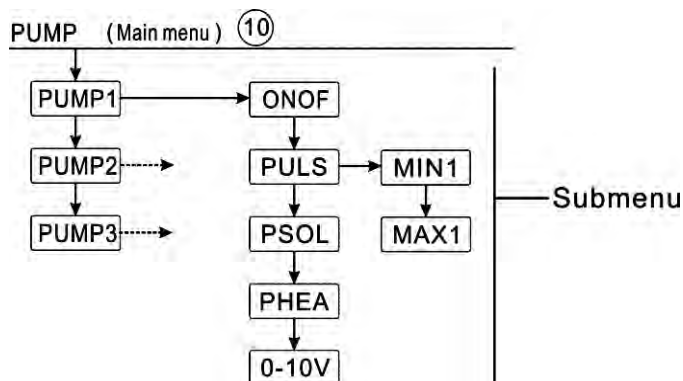 PUMP (Main menu) 10
PUMP1 ONOF
PUMP2 PULS MIN1
Submenu
PUMP3 PSOL MAX1
PHEA
0-10V